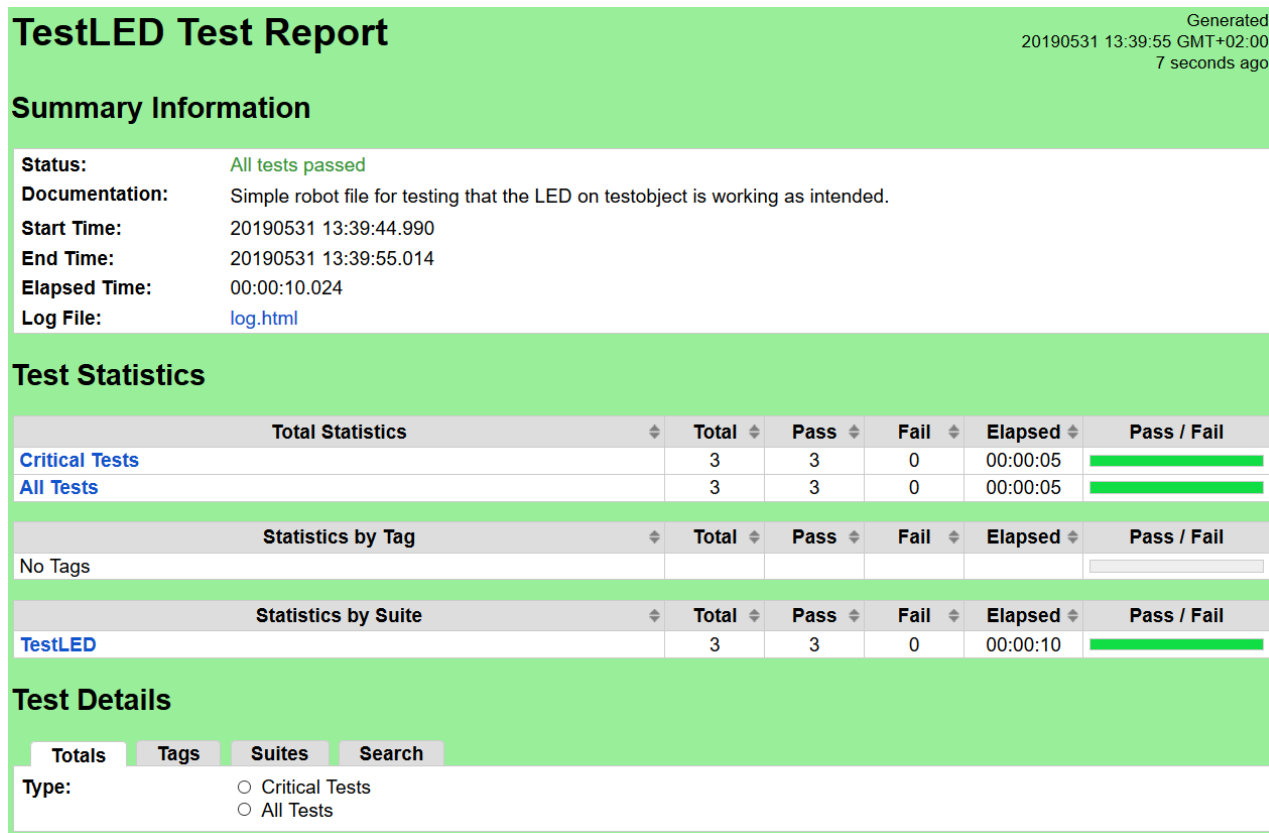 TestLED Test Report
Generated
20190531 13:39:55 GMT+02:00
7 seconds ago
Summary Information
Status: All tests passed
Documentation: Simple robot file for testing that the LED on testobject is working as intended.
Start Time: 20190531 13:39:44.990
End Time: 20190531 13:39:55.014
Elapsed Time: 00:00:10.024
Log File: log.html
Test Statistics
Total Statistics Total Pass Fail Elapsed Pass / Fail
Critical Tests 3 3 0 00:00:05
All Tests 3 3 0 00:00:05
Statistics by Tag Total Pass Fail Elapsed Pass / Fail
No Tags
Statistics by Suite Total Pass Fail Elapsed Pass / Fail
TestLED 3 3 0 00:00:10
Test Details
Totals Tags Suites Search
Type: Critical Tests
All Tests